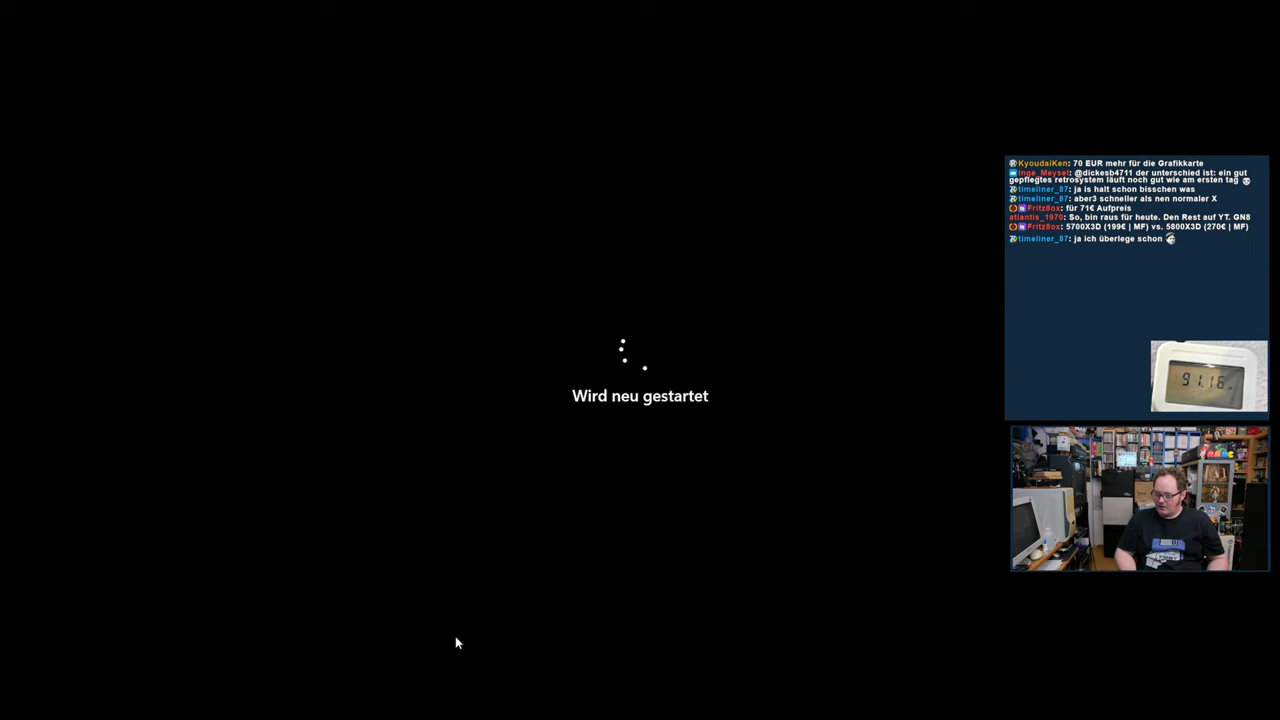 KyoudaiKen: 70 EUR mehr für die Grafikkarte
Inge_Meysel: @dickesb4711 der unterschied ist: ein gut
gepflegtes retrosystem läuft noch gut wie am ersten tag
timeliner_87: ja is halt schon bisschen was
timeliner_87: aber3 schneller als nen normaler X
Fritz8ox: für 71€ Aufpreis
atlantis_1970: So, bin raus für heute. Den Rest auf YT. GN8
Fritz8ox: 5700X3D (199€ | MF) vs. 5800X3D (270€ | MF)
timeliner_87: ja ich überlege schon
Wird neu gestartet